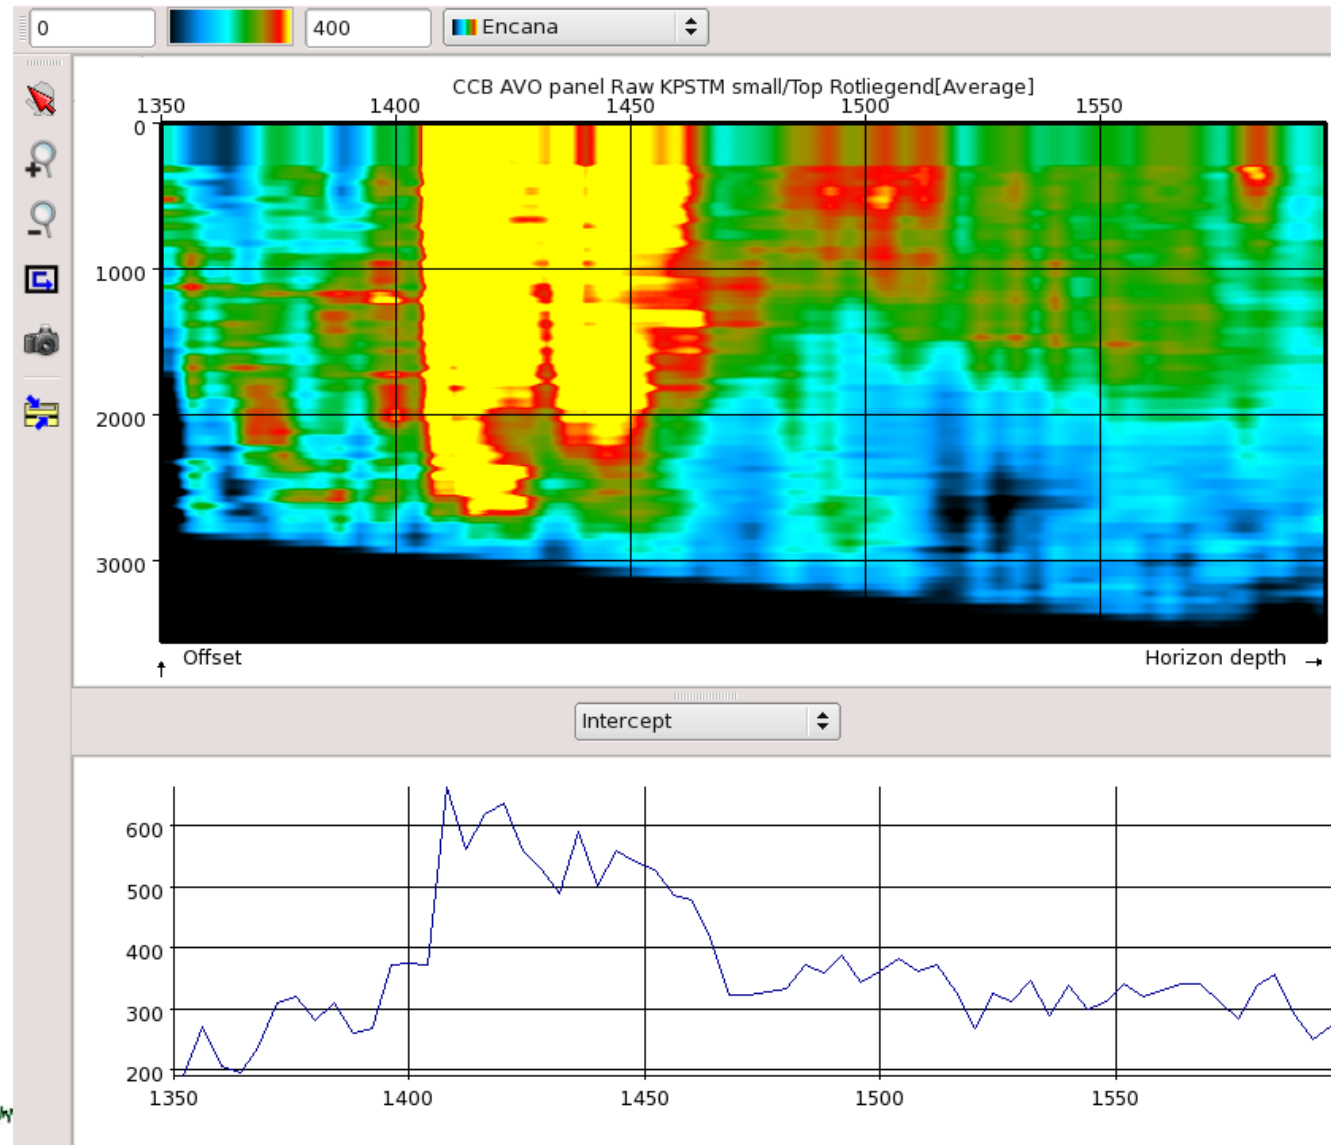 0 400 Encana
CCB AVO panel Raw KPSTM small/Top Rotliegend[Average]
1350 1400 1450 1500 1550
0
1000
2000
3000
Offset Horizon depth
Intercept
600
500
400
300
200
1350 1400 1450 1500 1550